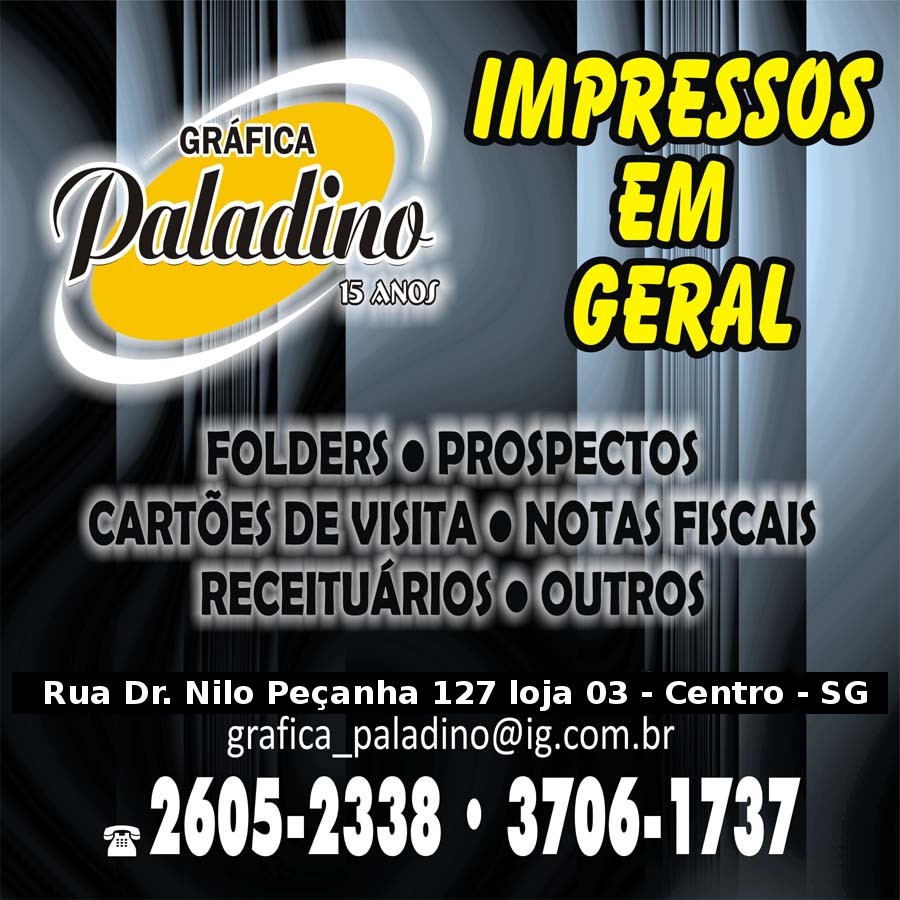 GRÁFICA
Paladino
15 ANOS
IMPRESSOS
EM
GERAL
FOLDERS ● PROSPECTOS
CARTÕES DE VISITA ● NOTAS FISCAIS
RECEITUÁRIOS ● OUTROS
Rua Dr. Nilo Peçanha 127 loja 03 - Centro - SG
grafica_paladino@ig.com.br
☎ 2605-2338 • 3706-1737